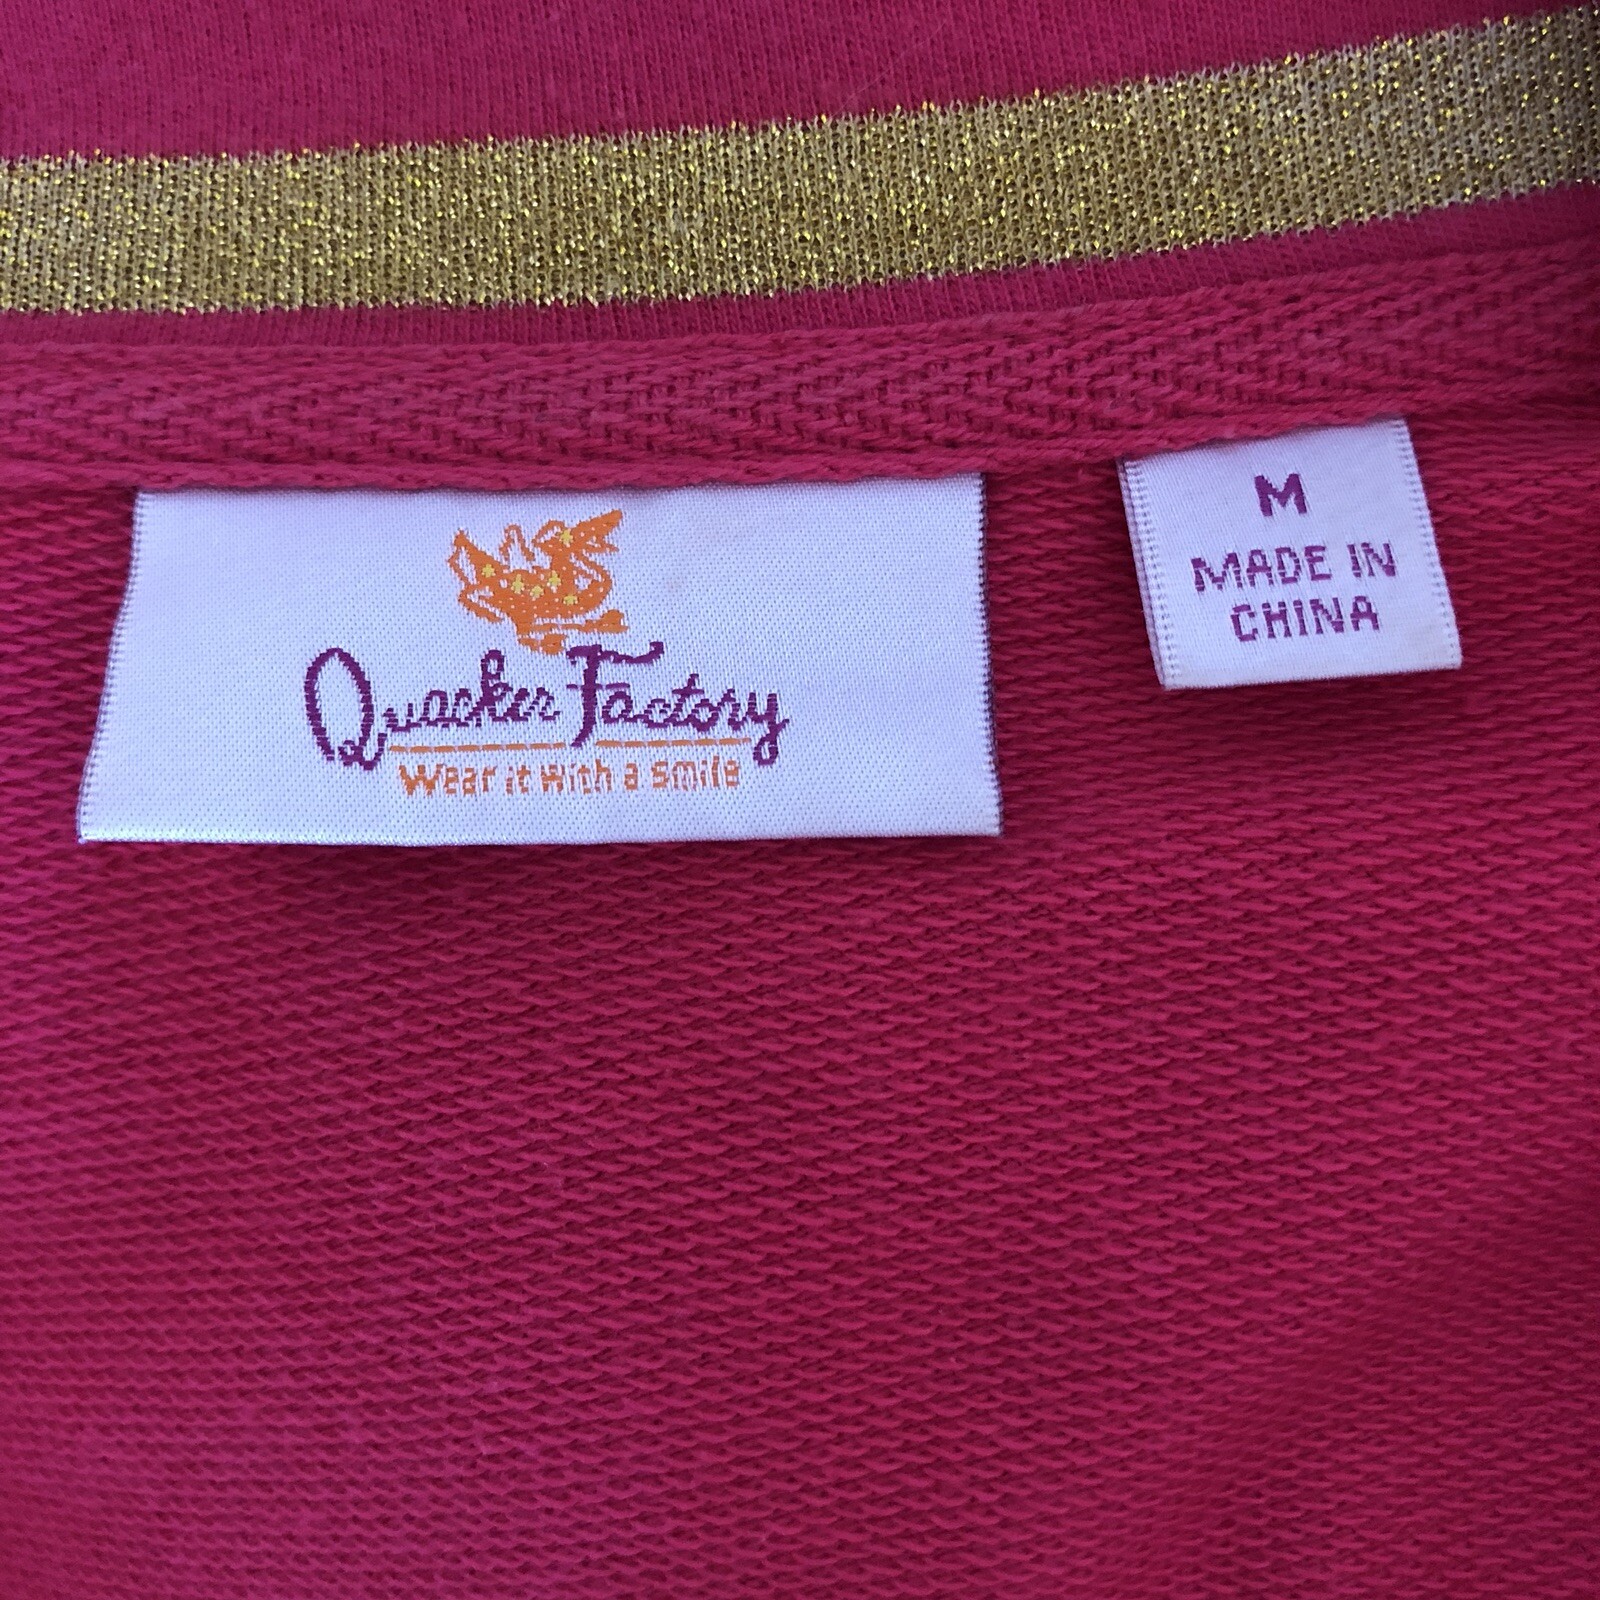 Quacker Factory
Wear it with a smile
M
MADE IN
CHINA